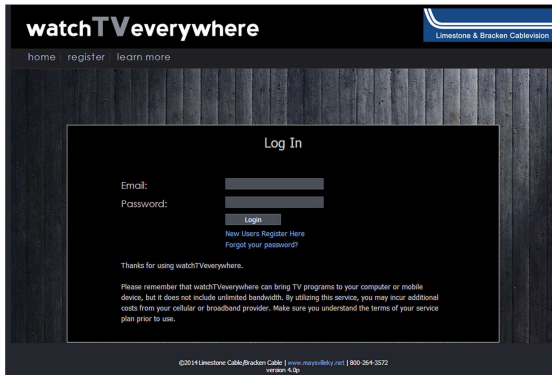 watchTVeverywhere
Limestone & Bracken Cablevision
home | register | learn more
Log In
Email:
Password:
Login
New Users Register Here
Forgot your password?
Thanks for using watchTVeverywhere.
Please remember that watchTVeverywhere can bring TV programs to your computer or mobile
device, but it does not include unlimited bandwidth. By utilizing this service, you may incur additional
costs from your cellular or broadband provider. Make sure you understand the terms of your service
plan prior to use.
©2014 Limestone Cable/Bracken Cable | www.maysvilleky.net | 800-264-3572
version 4.0p